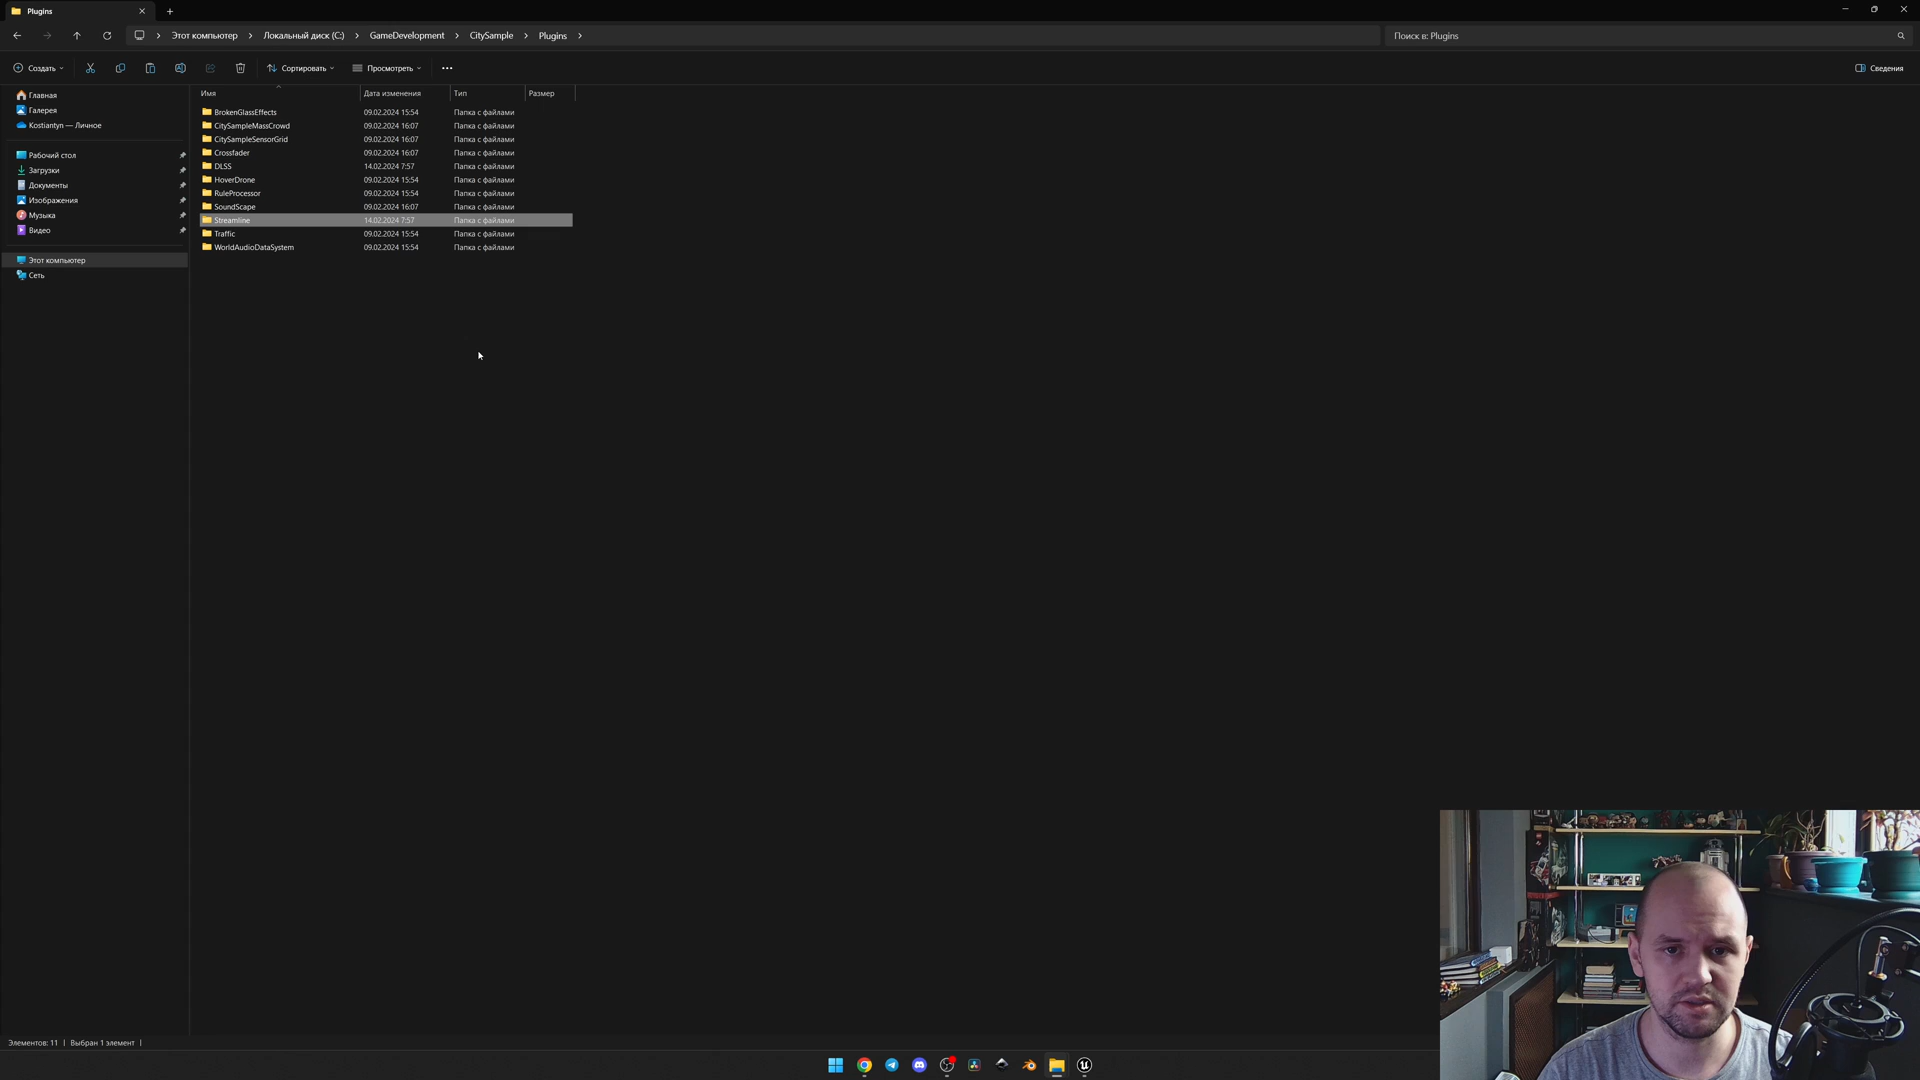 Plugins
Этот компьютер
Локальный диск (C:)
GameDevelopment
CitySample
Plugins
Поиск в: Plugins
Создать
Сортировать
Просмотреть
Сведения
Имя
Дата изменения
Тип
Размер
Главная
Галерея
Kostiantyn — Личное
Рабочий стол
Загрузки
Документы
Изображения
Музыка
Видео
Этот компьютер
Сеть
BrokenGlassEffects 09.02.2024 15:54 Папка с файлами
CitySampleMassCrowd 09.02.2024 16:07 Папка с файлами
CitySampleSensorGrid 09.02.2024 16:07 Папка с файлами
Crossfader 09.02.2024 16:07 Папка с файлами
DLSS 14.02.2024 7:57 Папка с файлами
HoverDrone 09.02.2024 15:54 Папка с файлами
RuleProcessor 09.02.2024 15:54 Папка с файлами
SoundScape 09.02.2024 16:07 Папка с файлами
Streamline 14.02.2024 7:57 Папка с файлами
Traffic 09.02.2024 15:54 Папка с файлами
WorldAudioDataSystem 09.02.2024 15:54 Папка с файлами
Элементов: 11 | Выбран 1 элемент |